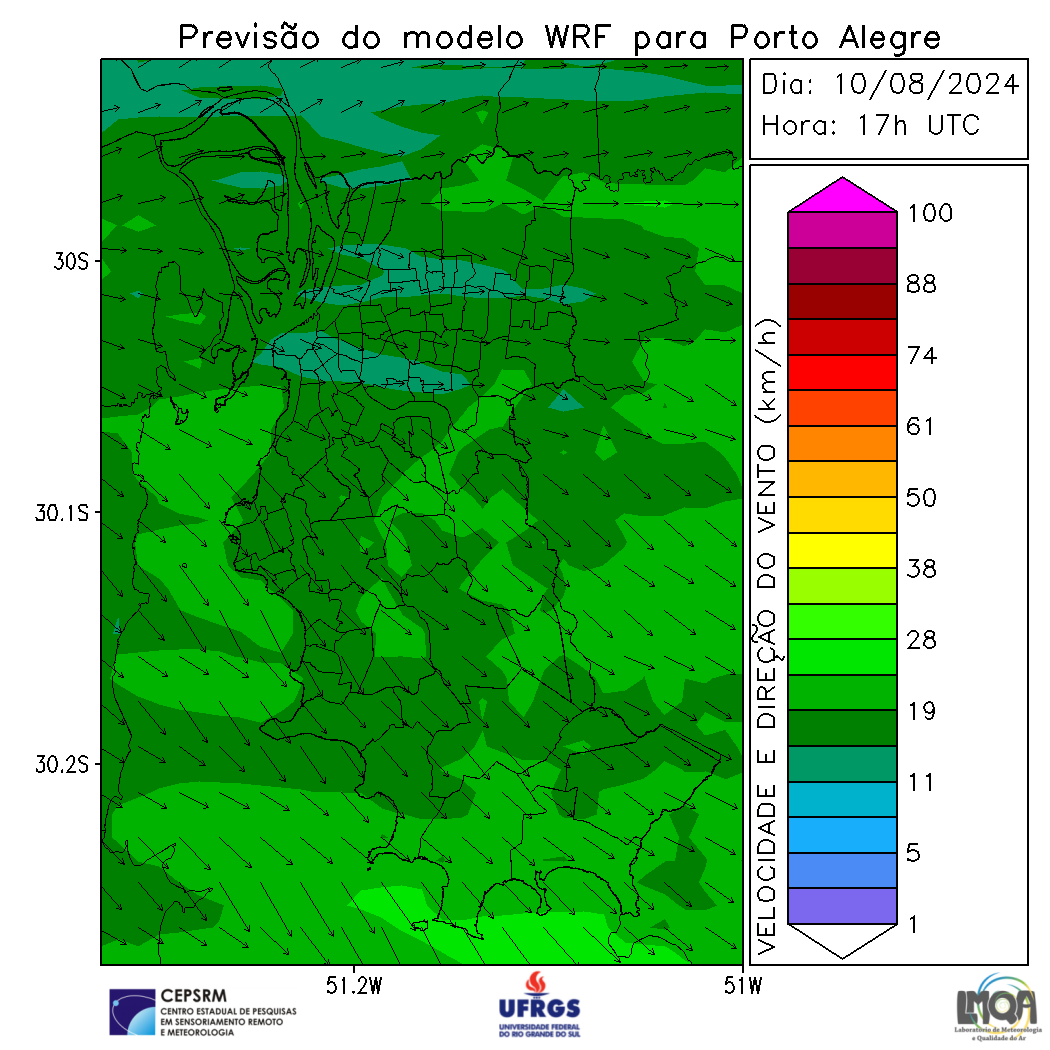 Previsão do modelo WRF para Porto Alegre
Dia: 10/08/2024
Hora: 17h UTC
30S
30.1S
30.2S
51.2W
51W
VELOCIDADE E DIREÇÃO DO VENTO (km/h)
100
88
74
61
50
38
28
19
11
5
1
CEPSRM
CENTRO ESTADUAL DE PESQUISAS
EM SENSORIAMENTO REMOTO
E METEOROLOGIA
UFRGS
UNIVERSIDADE FEDERAL
DO RIO GRANDE DO SUL
LMQA
Laboratório de Meteorologia
e Qualidade do Ar